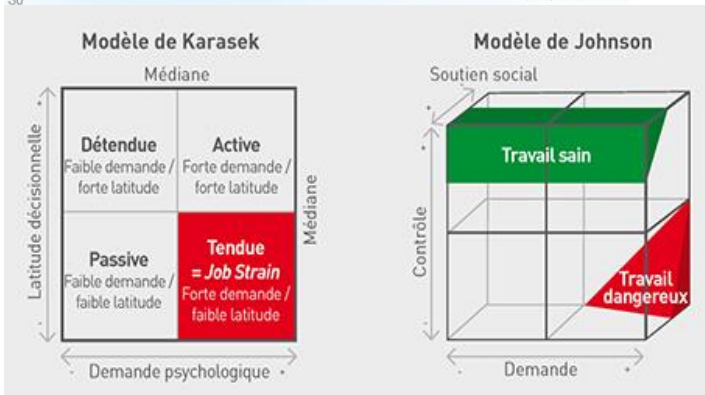 30
Modèle de Karasek
Médiane
Latitude décisionnelle
- +
Détendue
Faible demande /
forte latitude
Active
Forte demande /
forte latitude
Passive
Faible demande /
faible latitude
Tendue
= Job Strain
Forte demande /
faible latitude
Médiane
- Demande psychologique +
Modèle de Johnson
Soutien social
- +
Contrôle
- +
Travail sain
Travail
dangereux
- Demande +